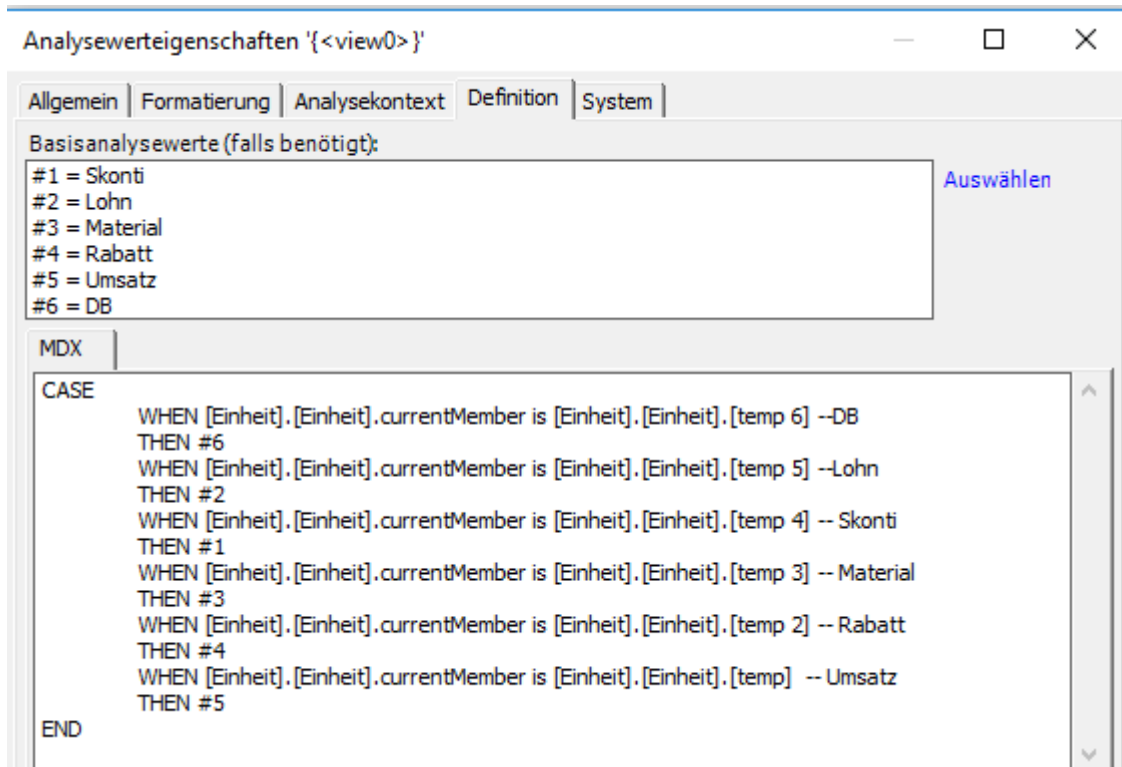 Analysewerteigenschaften '{<view0>}'
Allgemein Formatierung Analysekontext Definition System
Basisanalysewerte (falls benötigt):
#1 = Skonti
Auswählen
#2 = Lohn
#3 = Material
#4 = Rabatt
#5 = Umsatz
#6 = DB
MDX
CASE
WHEN [Einheit].[Einheit].currentMember is [Einheit].[Einheit].[temp 6] --DB
THEN #6
WHEN [Einheit].[Einheit].currentMember is [Einheit].[Einheit].[temp 5] --Lohn
THEN #2
WHEN [Einheit].[Einheit].currentMember is [Einheit].[Einheit].[temp 4] -- Skonti
THEN #1
WHEN [Einheit].[Einheit].currentMember is [Einheit].[Einheit].[temp 3] -- Material
THEN #3
WHEN [Einheit].[Einheit].currentMember is [Einheit].[Einheit].[temp 2] -- Rabatt
THEN #4
WHEN [Einheit].[Einheit].currentMember is [Einheit].[Einheit].[temp] -- Umsatz
THEN #5
END